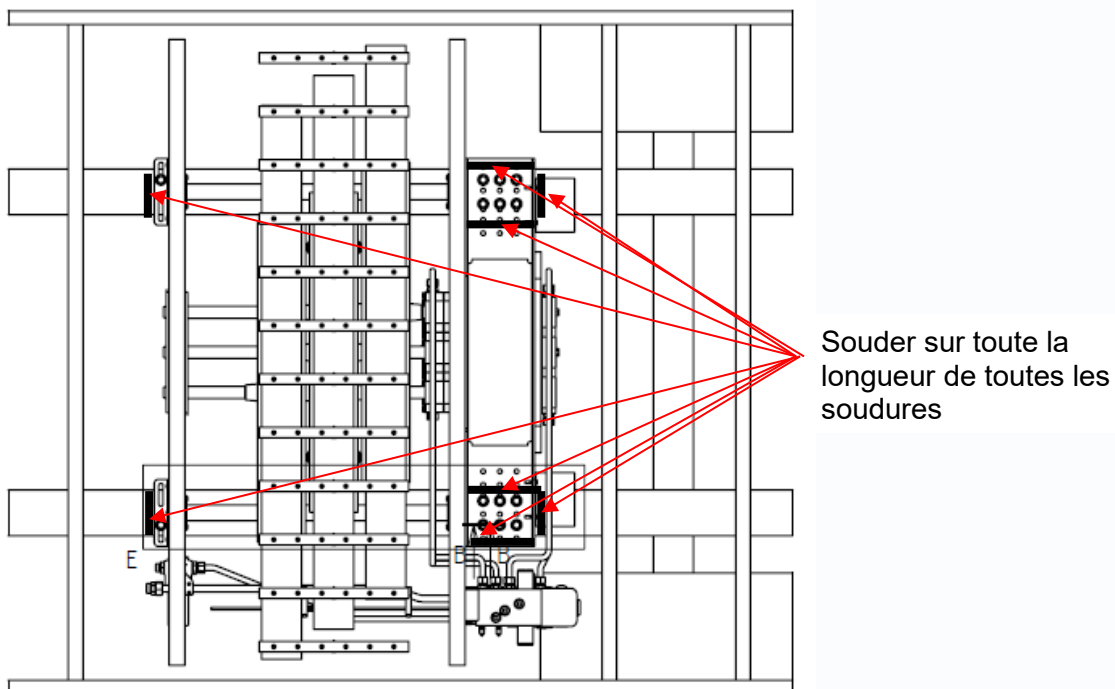 Souder sur toute la
longueur de toutes les
soudures
E
B
B